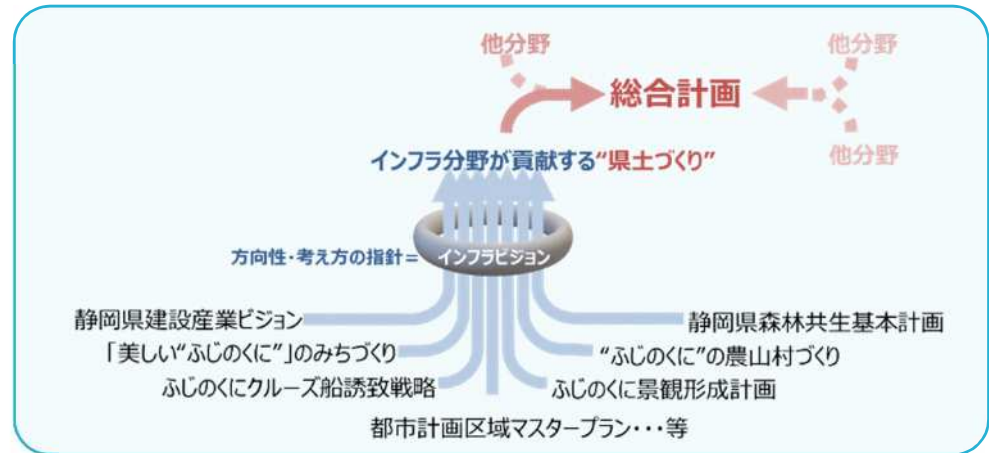 他分野
他分野
総合計画
他分野
インフラ分野が貢献する“県土づくり”
方向性・考え方の指針=
インフラビジョン
静岡県建設産業ビジョン
静岡県森林共生基本計画
「美しい“ふじのくに”」のみちづくり
“ふじのくに”の農山村づくり
ふじのくにクルーズ船誘致戦略
ふじのくに景観形成計画
都市計画区域マスタープラン・・・等